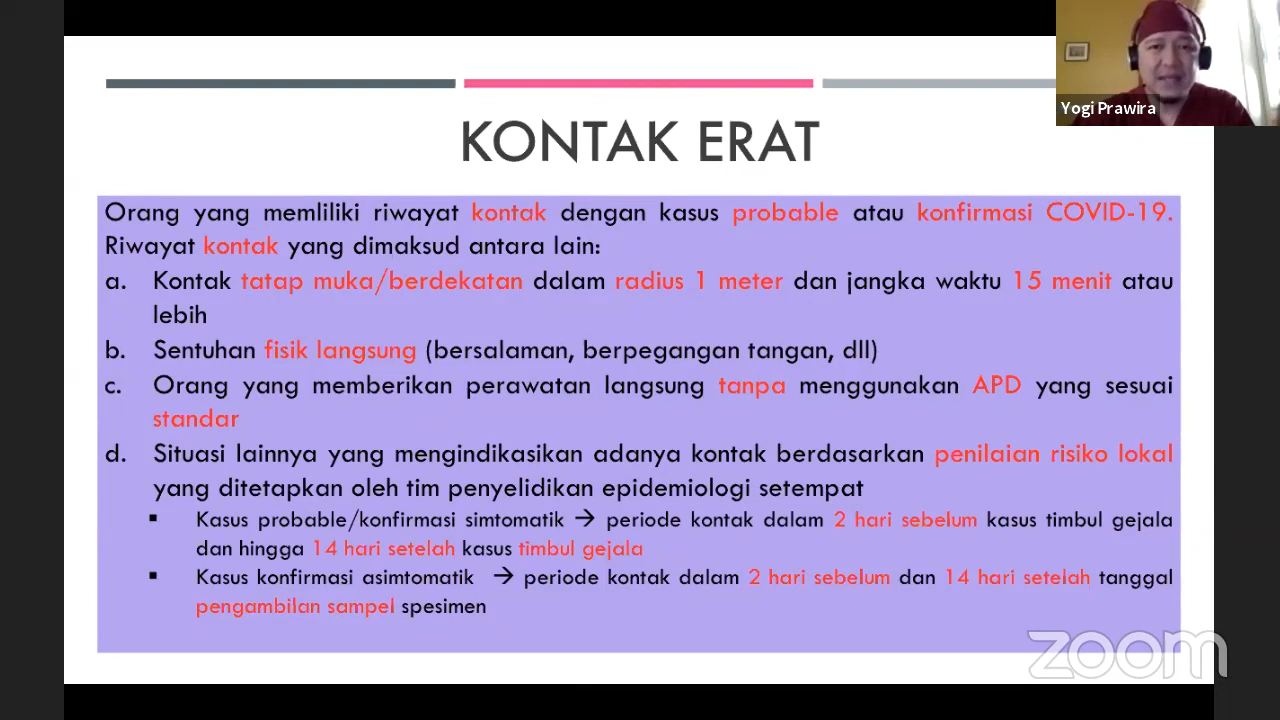 Yogi Prawira
KONTAK ERAT
Orang yang memliliki riwayat kontak dengan kasus probable atau konfirmasi COVID-19.
Riwayat kontak yang dimaksud antara lain:
a. Kontak tatap muka/berdekatan dalam radius 1 meter dan jangka waktu 15 menit atau
lebih
b. Sentuhan fisik langsung (bersalaman, berpegangan tangan, dll)
c. Orang yang memberikan perawatan langsung tanpa menggunakan APD yang sesuai
standar
d. Situasi lainnya yang mengindikasikan adanya kontak berdasarkan penilaian risiko lokal
yang ditetapkan oleh tim penyelidikan epidemiologi setempat
▪ Kasus probable/konfirmasi simtomatik → periode kontak dalam 2 hari sebelum kasus timbul gejala
dan hingga 14 hari setelah kasus timbul gejala
▪ Kasus konfirmasi asimtomatik → periode kontak dalam 2 hari sebelum dan 14 hari setelah tanggal
pengambilan sampel spesimen
zoom